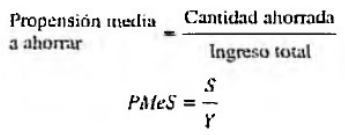 Propensión media
a ahorrar = Cantidad ahorrada / Ingreso total
PMeS = S / Y